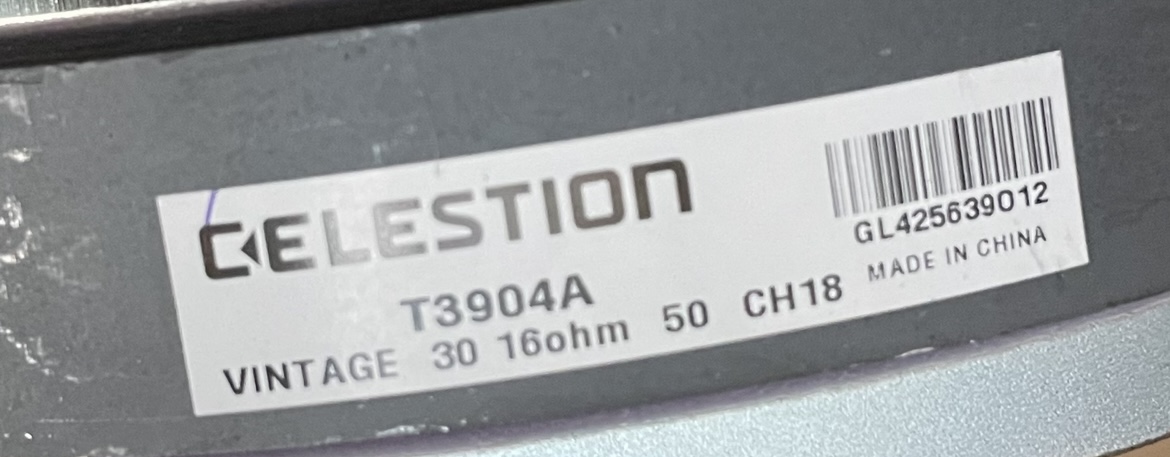 CELESTION
T3904A
VINTAGE 30 16ohm 50 CH18
GL425639012
MADE IN CHINA